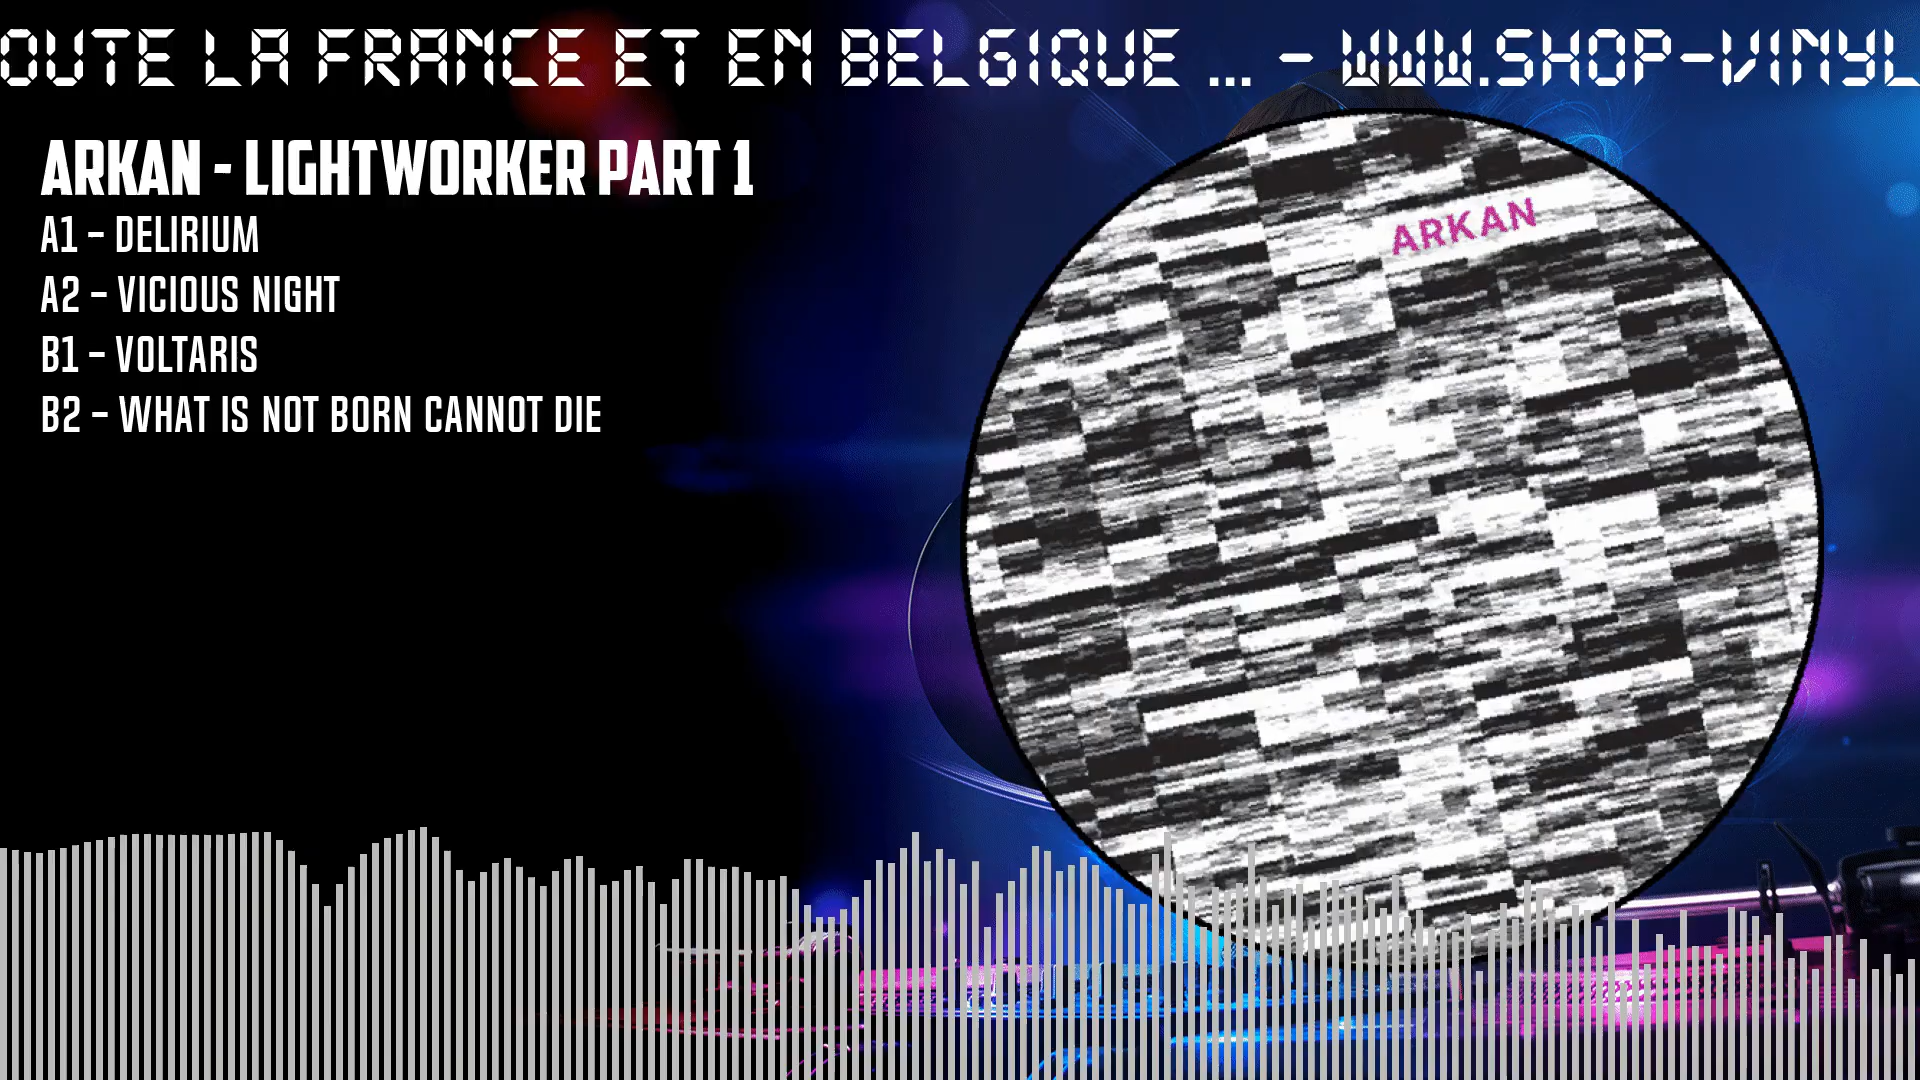 OUTE LA FRANCE ET EN BELGIQUE ... - WWW.SHOP-VINYL
ARKAN - LIGHTWORKER PART 1
A1 - DELIRIUM
A2 - VICIOUS NIGHT
B1 - VOLTARIS
B2 - WHAT IS NOT BORN CANNOT DIE
ARKAN